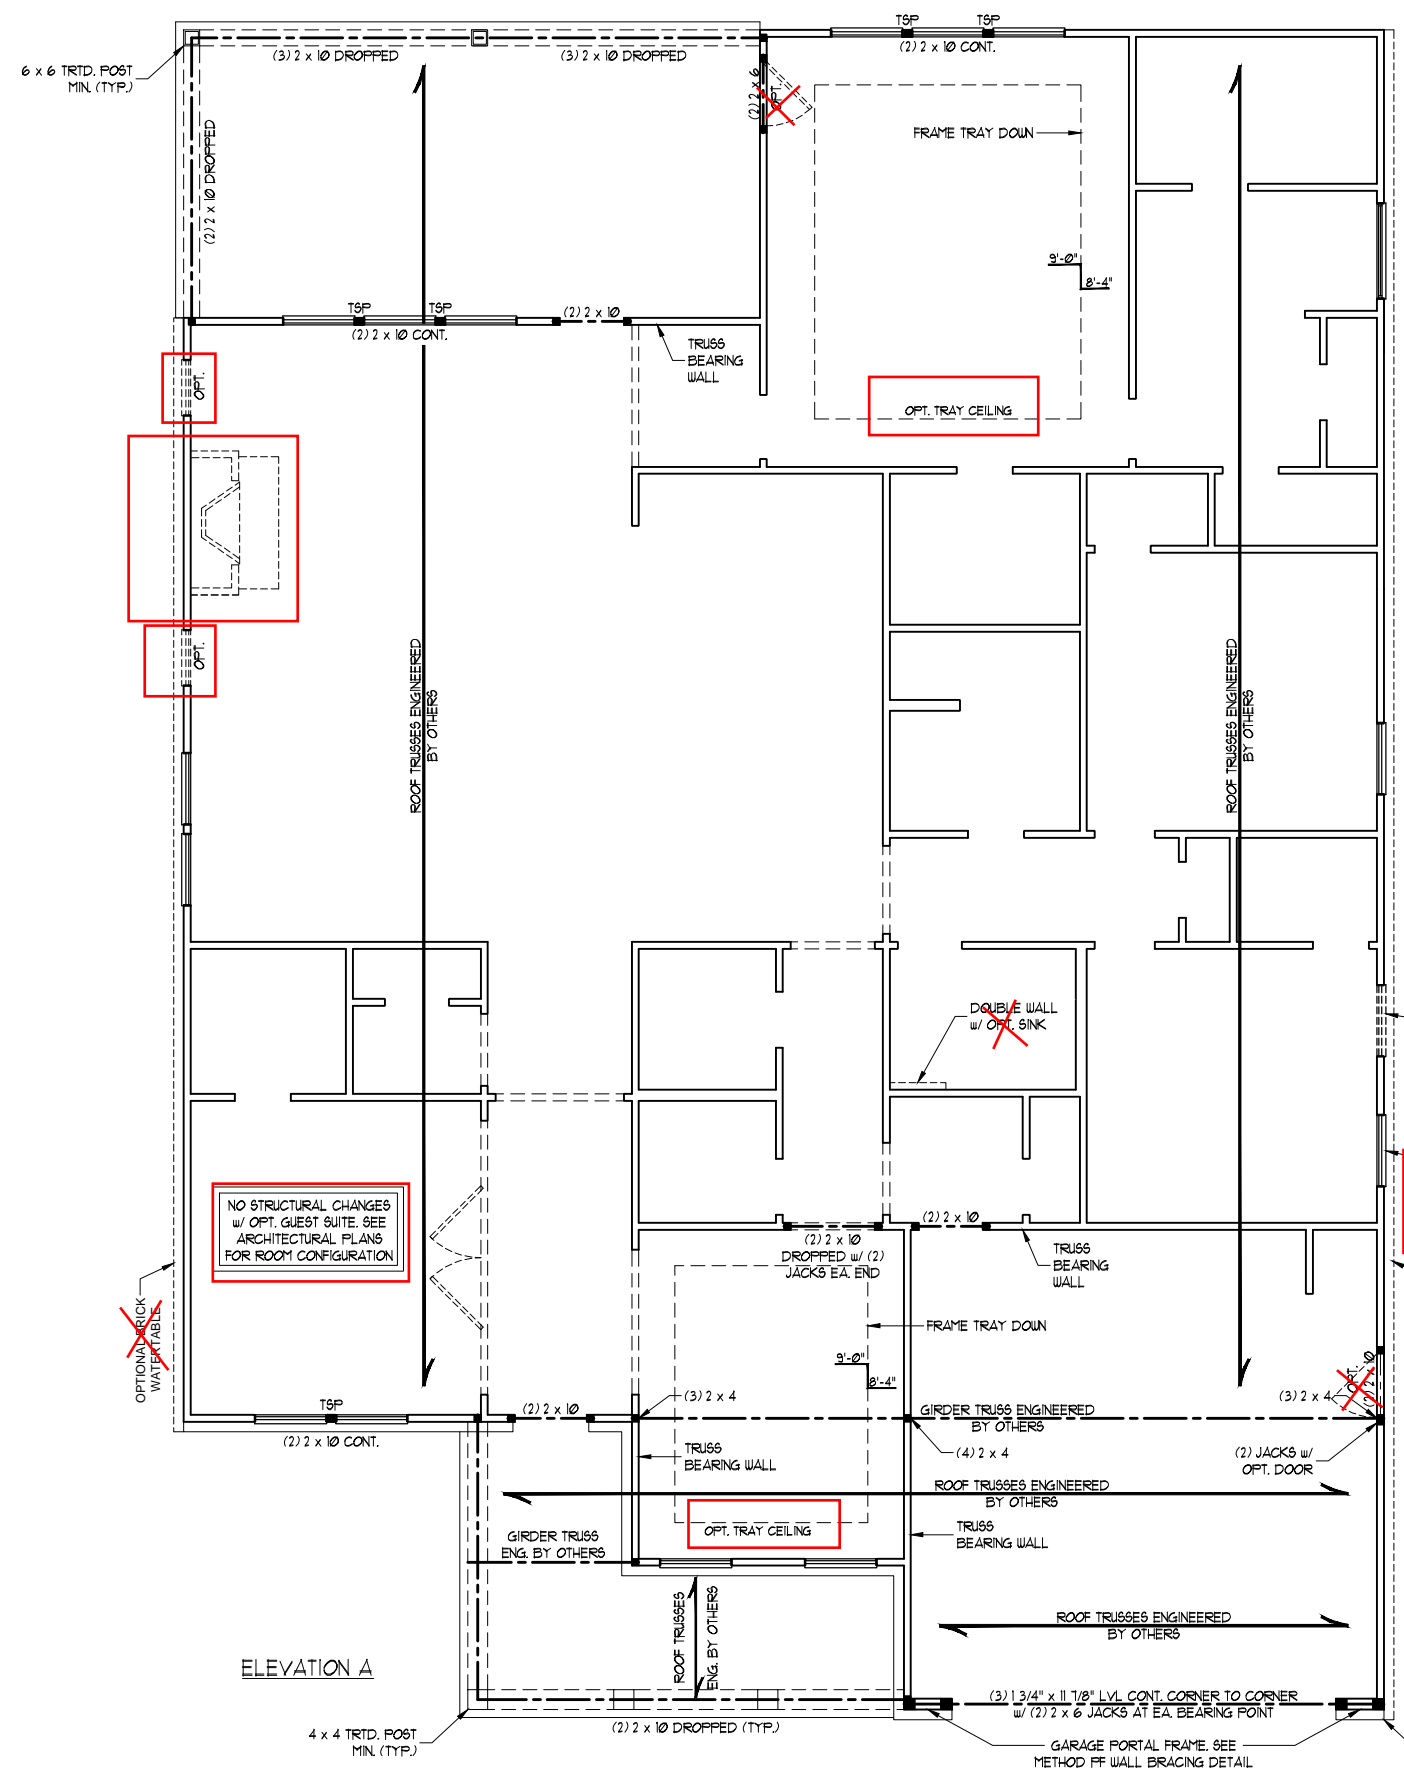 TSP
TSP
(2) 2 x 10 CONT.
(3) 2 x 10 DROPPED
(3) 2 x 10 DROPPED
6 x 6 TRTD. POST
MIN. (TYP.)
(2) 2 x 6
OPT.
FRAME TRAY DOWN
(2) 2 x 10 DROPPED
9'-0"
8'-4"
TSP
TSP
(2) 2 x 10 CONT.
(2) 2 x 10
TRUSS
BEARING
WALL
OPT.
OPT. TRAY CEILING
OPT.
ROOF TRUSSES ENGINEERED
BY OTHERS
ROOF TRUSSES ENGINEERED
BY OTHERS
DOUBLE WALL
w/ OPT. SINK
NO STRUCTURAL CHANGES
w/ OPT. GUEST SUITE. SEE
ARCHITECTURAL PLANS
FOR ROOM CONFIGURATION
(2) 2 x 10
DROPPED w/ (2)
JACKS EA. END
(2) 2 x 10
TRUSS
BEARING
WALL
OPTIONAL BRICK
WATERTABLE
FRAME TRAY DOWN
9'-0"
8'-4"
OPT.
(2) 2 x 10
(3) 2 x 4
(3) 2 x 4
TSP
(2) 2 x 10 CONT.
(2) 2 x 10
GIRDER TRUSS ENGINEERED
BY OTHERS
TRUSS
BEARING WALL
(4) 2 x 4
(2) JACKS w/
OPT. DOOR
ROOF TRUSSES ENGINEERED
BY OTHERS
OPT. TRAY CEILING
GIRDER TRUSS
ENG. BY OTHERS
TRUSS
BEARING WALL
ROOF TRUSSES
ENG. BY OTHERS
ROOF TRUSSES ENGINEERED
BY OTHERS
ELEVATION A
(3) 1 3/4" x 11 7/8" LVL CONT. CORNER TO CORNER
w/ (2) 2 x 6 JACKS AT EA. BEARING POINT
4 x 4 TRTD. POST
MIN. (TYP.)
(2) 2 x 10 DROPPED (TYP.)
GARAGE PORTAL FRAME. SEE
METHOD PF WALL BRACING DETAIL